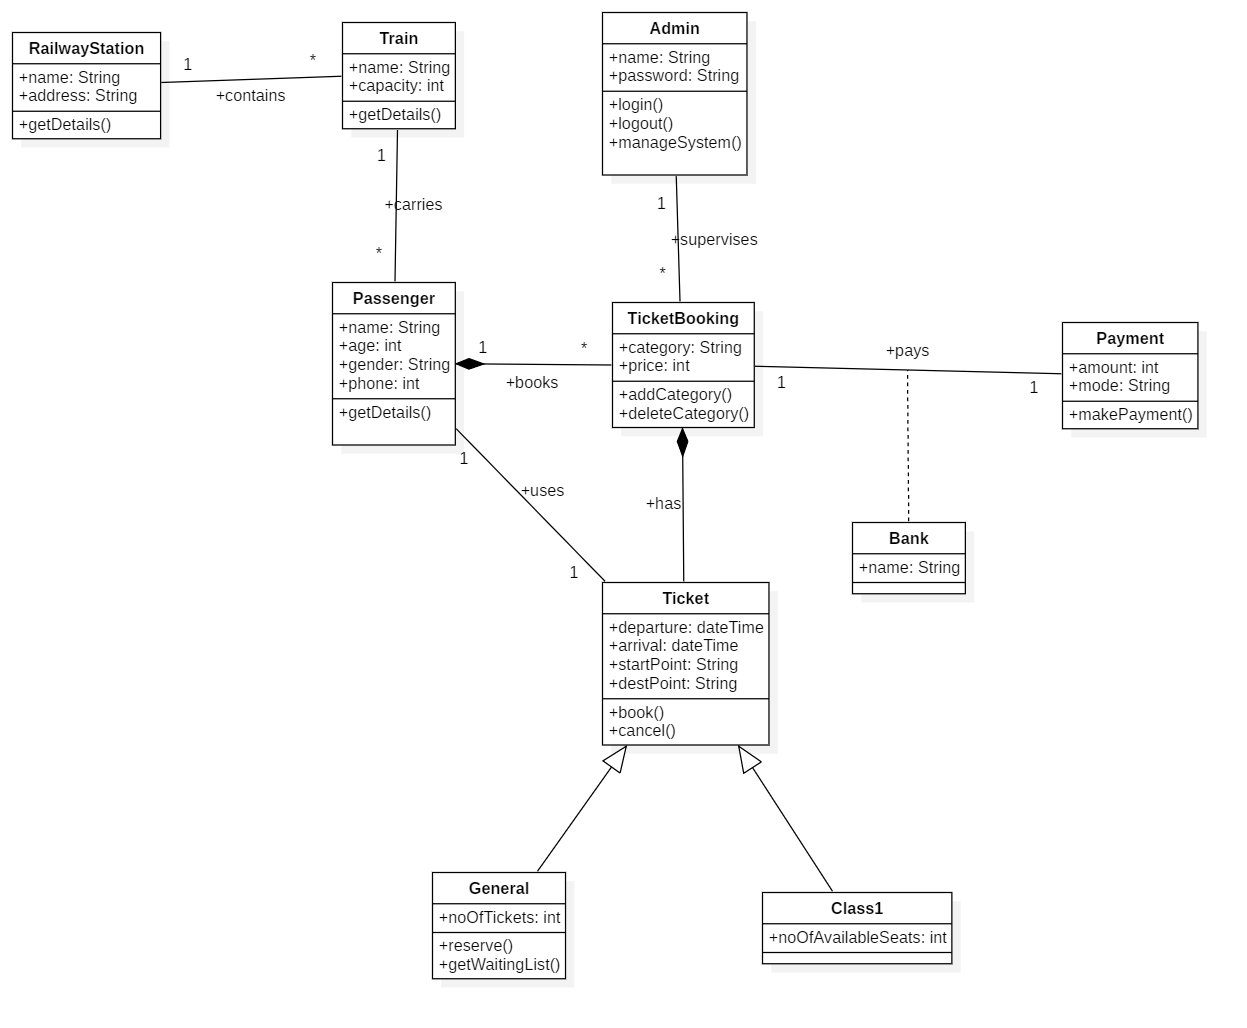 RailwayStation
+name: String
+address: String
+getDetails()
1
*
+contains
Train
+name: String
+capacity: int
+getDetails()
Admin
+name: String
+password: String
+login()
+logout()
+manageSystem()
1
+carries
*
1
+supervises
*
Passenger
+name: String
+age: int
+gender: String
+phone: int
+getDetails()
1
*
+books
TicketBooking
+category: String
+price: int
+addCategory()
+deleteCategory()
+pays
1
1
Payment
+amount: int
+mode: String
+makePayment()
1
+uses
1
+has
Bank
+name: String
Ticket
+departure: dateTime
+arrival: dateTime
+startPoint: String
+destPoint: String
+book()
+cancel()
General
+noOfTickets: int
+reserve()
+getWaitingList()
Class1
+noOfAvailableSeats: int